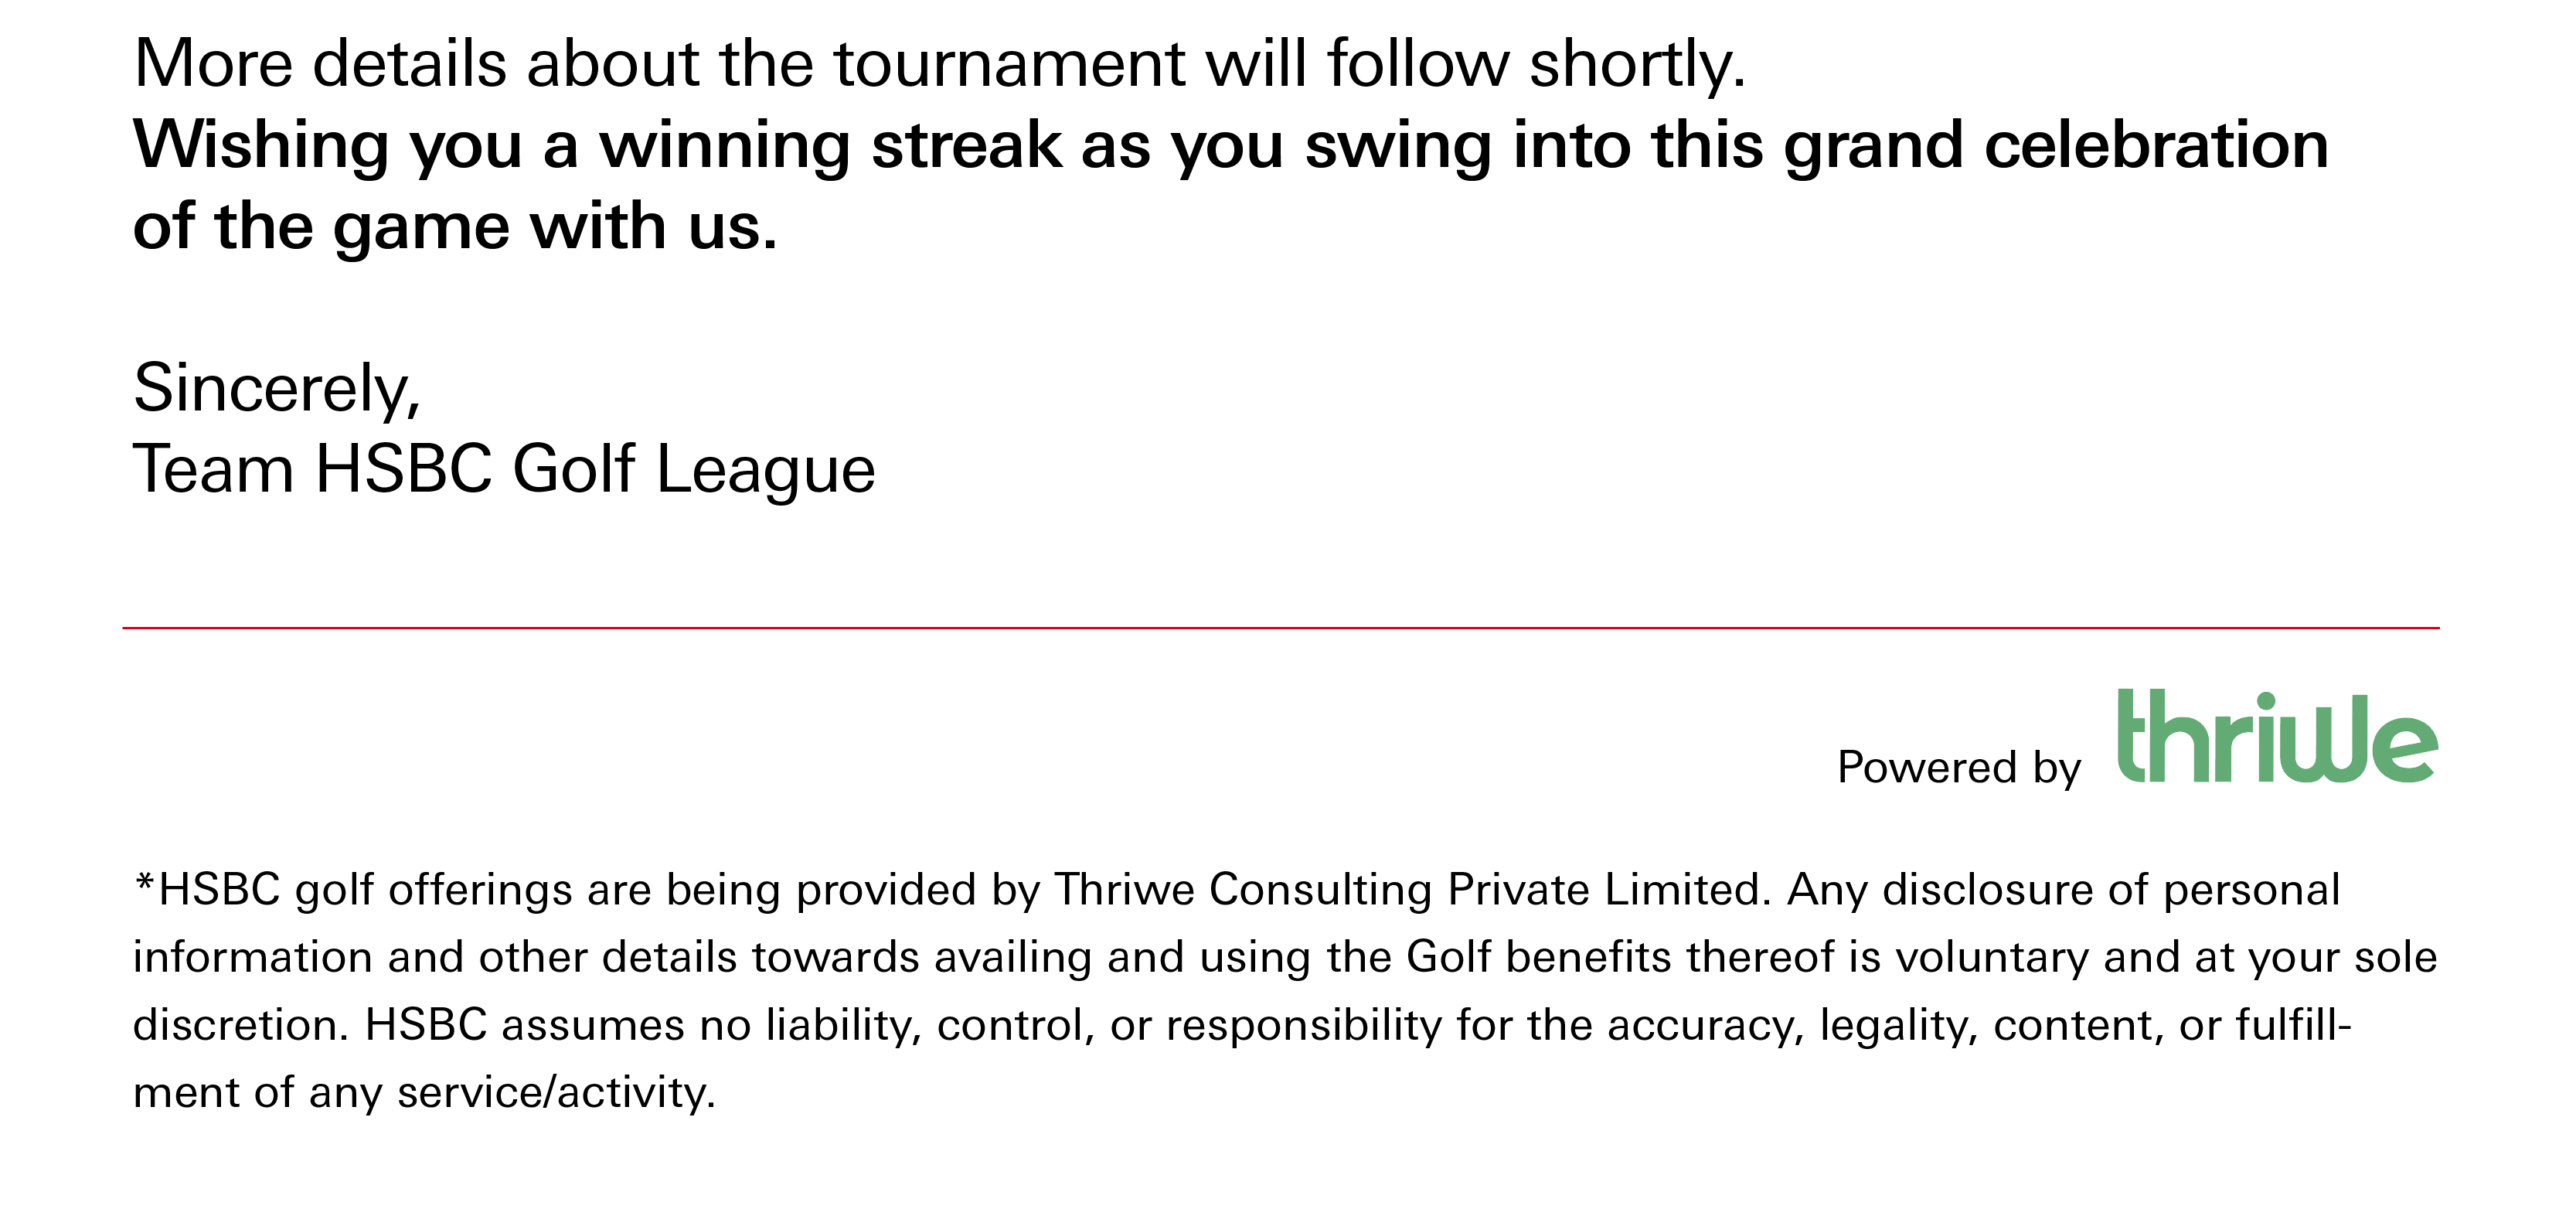 More details about the tournament will follow shortly.
Wishing you a winning streak as you swing into this grand celebration
of the game with us.
Sincerely,
Team HSBC Golf League
Powered by thriwe
*HSBC golf offerings are being provided by Thriwe Consulting Private Limited. Any disclosure of personal
information and other details towards availing and using the Golf benefits thereof is voluntary and at your sole
discretion. HSBC assumes no liability, control, or responsibility for the accuracy, legality, content, or fulfill-
ment of any service/activity.